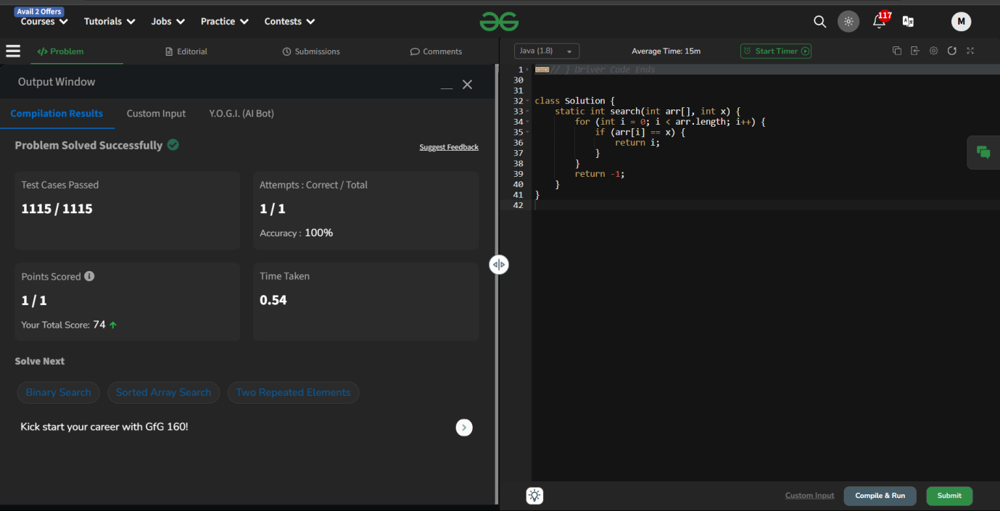 Avail 2 Offers
Courses Tutorials Jobs Practice Contests
117
M
Problem Editorial Submissions Comments
Java (1.8) Average Time: 15m Start Timer
Output Window
Compilation Results Custom Input Y.O.G.I. (AI Bot)
Problem Solved Successfully
Suggest Feedback
Test Cases Passed
1115 / 1115
Attempts : Correct / Total
1 / 1
Accuracy : 100%
Points Scored
1 / 1
Your Total Score: 74
Time Taken
0.54
Solve Next
Binary Search Sorted Array Search Two Repeated Elements
Kick start your career with GfG 160!
1 // } Driver Code Ends
30
31
32 class Solution {
33     static int search(int arr[], int x) {
34         for (int i = 0; i < arr.length; i++) {
35             if (arr[i] == x) {
36                 return i;
37             }
38         }
39         return -1;
40     }
41 }
42
Custom Input Compile & Run Submit